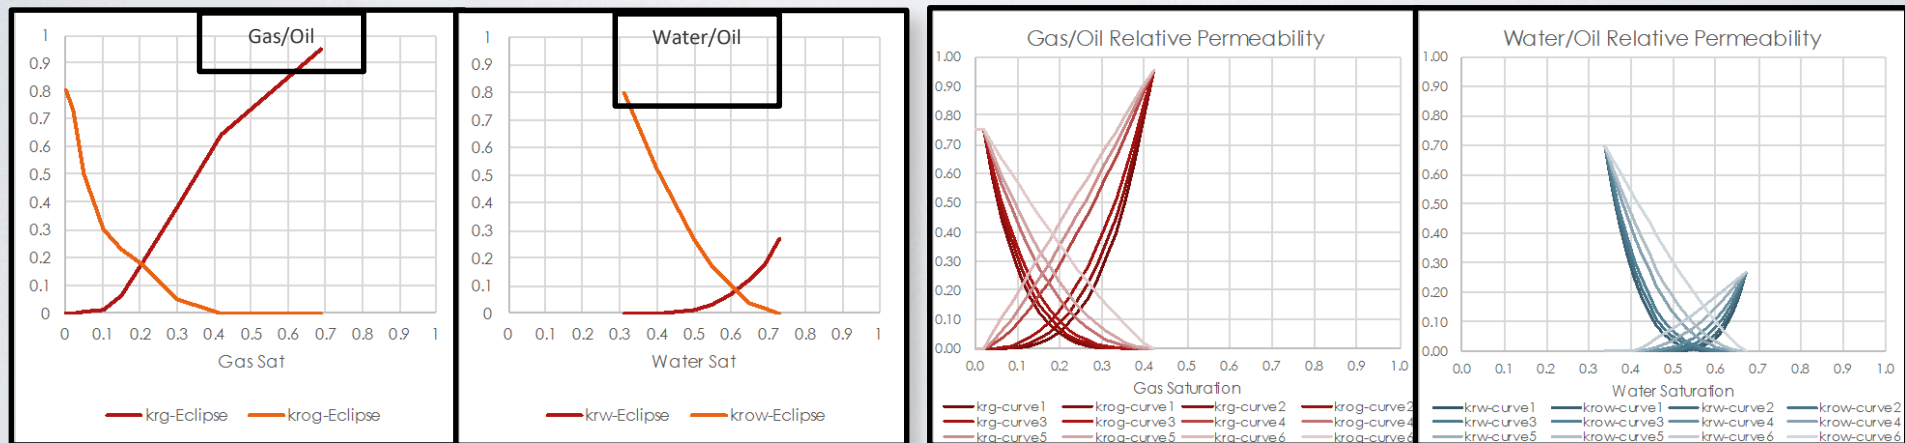 Gas/Oil
1
0.9
0.8
0.7
0.6
0.5
0.4
0.3
0.2
0.1
0
0 0.1 0.2 0.3 0.4 0.5 0.6 0.7 0.8 0.9 1
Gas Sat
krg-Eclipse krog-Eclipse
Water/Oil
1
0.9
0.8
0.7
0.6
0.5
0.4
0.3
0.2
0.1
0
0 0.1 0.2 0.3 0.4 0.5 0.6 0.7 0.8 0.9 1
Water Sat
krw-Eclipse krow-Eclipse
Gas/Oil Relative Permeability
1.00
0.90
0.80
0.70
0.60
0.50
0.40
0.30
0.20
0.10
0.00
0.0 0.1 0.2 0.3 0.4 0.5 0.6 0.7 0.8 0.9 1.0
Gas Saturation
krg-curve1 krog-curve1 krg-curve2 krog-curve2
krg-curve3 krog-curve3 krg-curve4 krog-curve4
krg-curve5 krog-curve5 krg-curve6 krog-curve6
Water/Oil Relative Permeability
1.00
0.90
0.80
0.70
0.60
0.50
0.40
0.30
0.20
0.10
0.00
0.0 0.1 0.2 0.3 0.4 0.5 0.6 0.7 0.8 0.9 1.0
Water Saturation
krw-curve1 krow-curve1 krw-curve2 krow-curve2
krw-curve3 krow-curve3 krw-curve4 krow-curve4
krw-curve5 krow-curve5 krw-curve6 krow-curve6